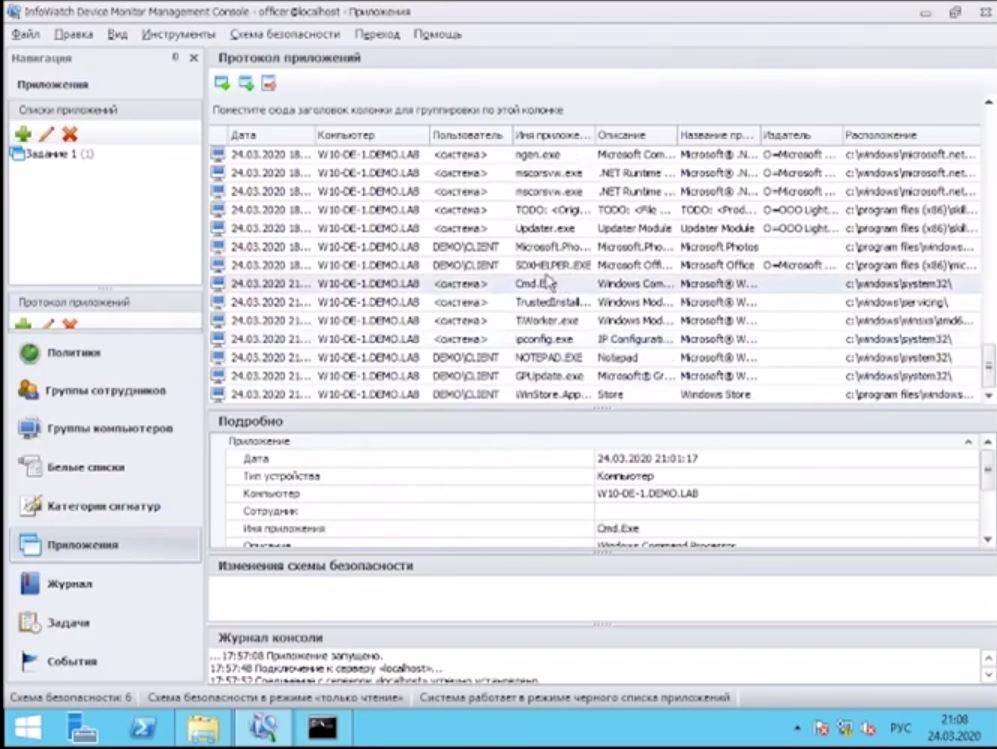 InfoWatch Device Monitor Management Console - officer@localhost - Приложения
Файл Правка Вид Инструменты Схема безопасности Переход Помощь
Навигация
Приложения
Списки приложений
Задание 1 (1)
Протокол приложений
Политики
Группы сотрудников
Группы компьютеров
Белые списки
Категории сигнатур
Приложения
Журнал
Задачи
События
Протокол приложений
Поместите сюда заголовок колонки для группировки по этой колонке
Дата Компьютер Пользователь Имя приложе... Описание Название пр... Издатель Расположение
24.03.2020 18... W10-DE-1.DEMO.LAB <система> ngen.exe Microsoft Com... Microsoft® .N... O=Microsoft ... c:\windows\microsoft.net...
24.03.2020 18... W10-DE-1.DEMO.LAB <система> mscorsvw.exe .NET Runtime ... Microsoft® .N... O=Microsoft ... c:\windows\microsoft.net...
24.03.2020 18... W10-DE-1.DEMO.LAB <система> mscorsvw.exe .NET Runtime ... Microsoft® .N... O=Microsoft ... c:\windows\microsoft.net...
24.03.2020 18... W10-DE-1.DEMO.LAB <система> TODO: <Origi... TODO: <File ... TODO: <Prod... O=OOO Light... c:\program files (x86)\skil...
24.03.2020 18... W10-DE-1.DEMO.LAB <система> Updater.exe Updater Module Updater Module O=OOO Light... c:\program files (x86)\skil...
24.03.2020 18... W10-DE-1.DEMO.LAB DEMO\CLIENT Microsoft.Pho... Microsoft.Pho... Microsoft Photos c:\program files\windows...
24.03.2020 18... W10-DE-1.DEMO.LAB DEMO\CLIENT SDXHELPER.EXE Microsoft Offi... Microsoft Office O=Microsoft ... c:\program files (x86)\mic...
24.03.2020 21... W10-DE-1.DEMO.LAB <система> Cmd.Exe Windows Com... Microsoft® W... c:\windows\system32\
24.03.2020 21... W10-DE-1.DEMO.LAB <система> TrustedInstall... Windows Mod... Microsoft® W... c:\windows\servicing\
24.03.2020 21... W10-DE-1.DEMO.LAB <система> TiWorker.exe Windows Mod... Microsoft® W... c:\windows\winsxs\amd6...
24.03.2020 21... W10-DE-1.DEMO.LAB <система> ipconfig.exe IP Configurati... Microsoft® W... c:\windows\system32\
24.03.2020 21... W10-DE-1.DEMO.LAB DEMO\CLIENT NOTEPAD.EXE Notepad Microsoft® W... c:\windows\system32\
24.03.2020 21... W10-DE-1.DEMO.LAB DEMO\CLIENT GPUpdate.exe Microsoft® Gr... Microsoft® W... c:\windows\system32\
24.03.2020 21... W10-DE-1.DEMO.LAB DEMO\CLIENT WinStore.App... Store Windows Store c:\program files\windows...
Подробно
Приложение
Дата 24.03.2020 21:01:17
Тип устройства Компьютер
Компьютер W10-DE-1.DEMO.LAB
Сотрудник
Имя приложения Cmd.Exe
Описание Windows Command Processor
Изменения схемы безопасности
Журнал консоли
...17:57:08 Приложение запущено.
17:57:48 Подключение к серверу «localhost»...
17:57:52 Соединение с сервером «localhost» успешно установлено.
Схема безопасности: 6 Схема безопасности в режиме «только чтение» Система работает в режиме черного списка приложений
РУС 21:08
24.03.2020